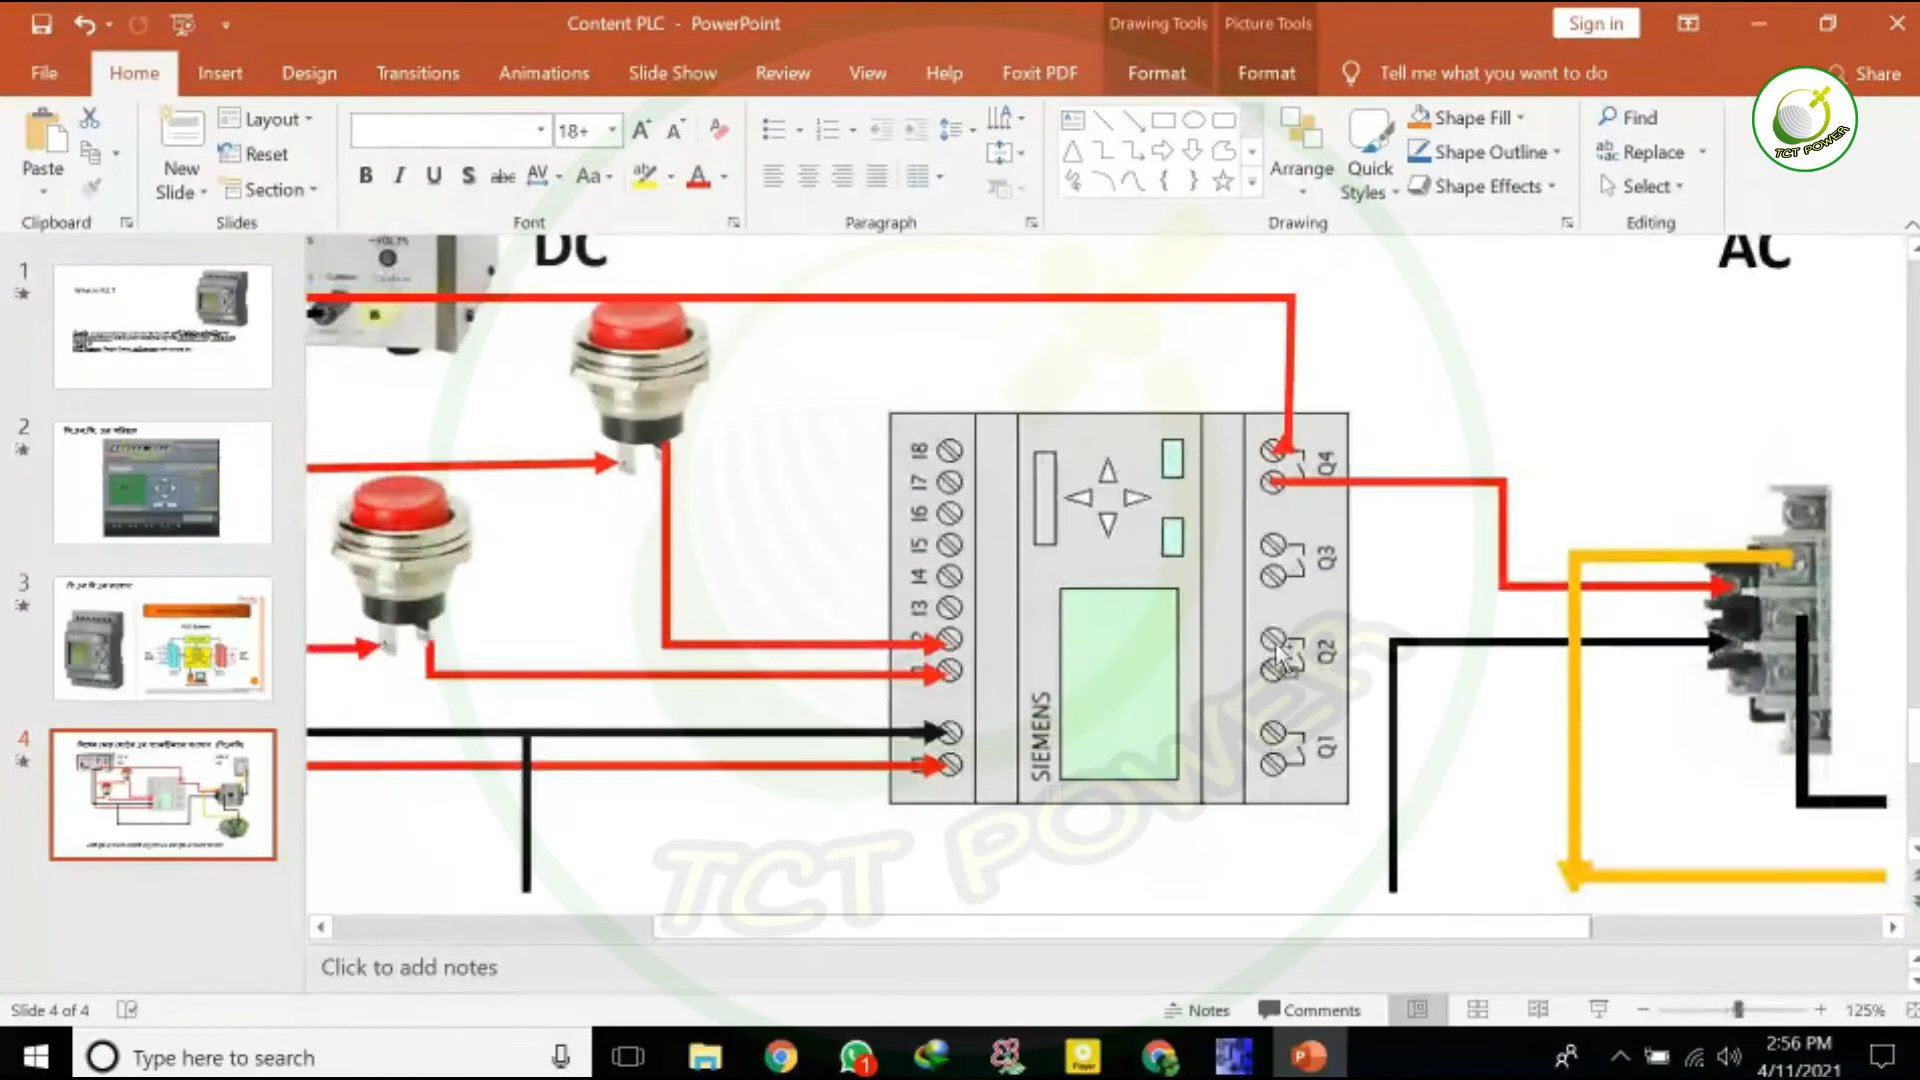 Content PLC - PowerPoint
Drawing Tools
Picture Tools
Sign in
File
Home
Insert
Design
Transitions
Animations
Slide Show
Review
View
Help
Foxit PDF
Format
Format
Tell me what you want to do
Share
TCT POWER
Paste
New
Slide
Layout
Reset
Section
18+
Arrange
Quick
Styles
Shape Fill
Shape Outline
Shape Effects
Find
Replace
Select
Clipboard
Slides
Font
Paragraph
Drawing
Editing
1
2
3
4
DC
AC
I8
I7
I6
I5
I4
I3
SIEMENS
Q4
Q3
Q2
Q1
TCT POWER
Click to add notes
Slide 4 of 4
Notes
Comments
125%
Type here to search
1
2:56 PM
4/11/2021